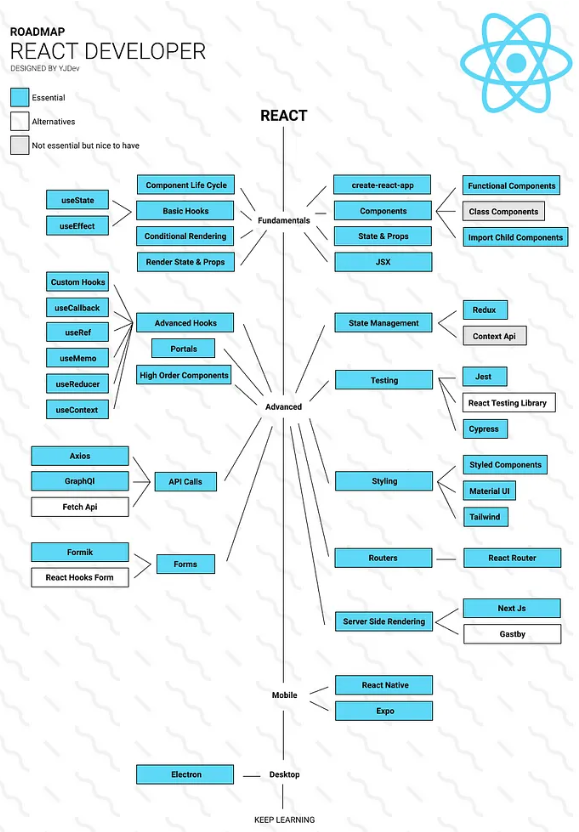 ROADMAP
REACT DEVELOPER
DESIGNED BY YJDev
Essential
Alternatives
Not essential but nice to have
REACT
Fundamentals
Component Life Cycle
Basic Hooks
useState
useEffect
Conditional Rendering
Render State & Props
create-react-app
Components
Functional Components
Class Components
Import Child Components
State & Props
JSX
Advanced
Advanced Hooks
Custom Hooks
useCallback
useRef
useMemo
useReducer
useContext
Portals
High Order Components
API Calls
Axios
GraphQl
Fetch Api
Forms
Formik
React Hooks Form
State Management
Redux
Context Api
Testing
Jest
React Testing Library
Cypress
Styling
Styled Components
Material UI
Tailwind
Routers
React Router
Server Side Rendering
Next Js
Gastby
Mobile
React Native
Expo
Desktop
Electron
KEEP LEARNING